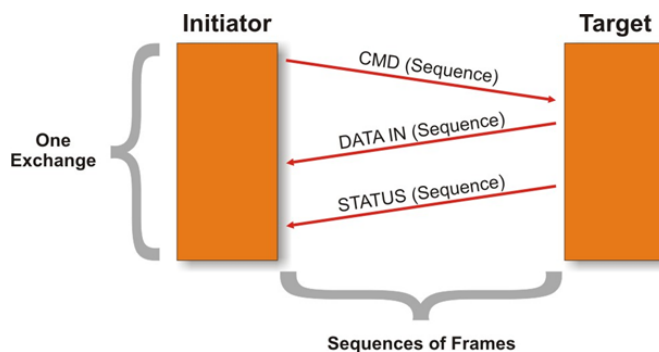 Initiator
Target
CMD (Sequence)
DATA IN (Sequence)
STATUS (Sequence)
One
Exchange
Sequences of Frames